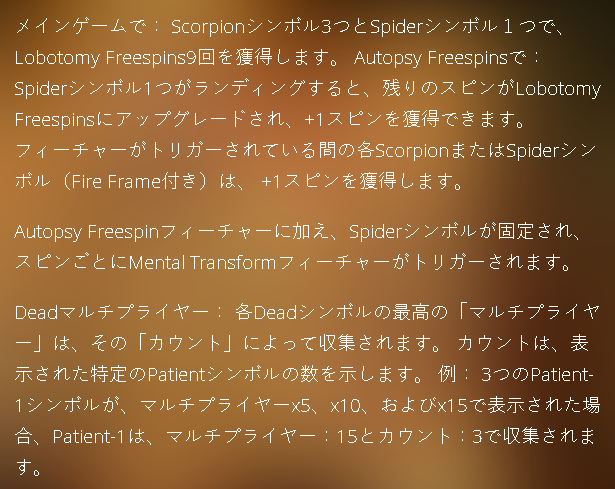 メインゲームで： Scorpionシンボル3つとSpiderシンボル１つで、
Lobotomy Freespins9回を獲得します。 Autopsy Freespinsで：
Spiderシンボル1つがランディングすると、残りのスピンがLobotomy
Freespinsにアップグレードされ、+1スピンを獲得できます。
フィーチャーがトリガーされている間の各ScorpionまたはSpiderシン
ボル（Fire Frame付き）は、 +1スピンを獲得します。
Autopsy Freespinフィーチャーに加え、Spiderシンボルが固定され、
スピンごとにMental Transformフィーチャーがトリガーされます。
Deadマルチプライヤー： 各Deadシンボルの最高の「マルチプライヤ
ー」は、その「カウント」によって収集されます。 カウントは、表
示された特定のPatientシンボルの数を示します。 例： 3つのPatient-
1シンボルが、マルチプライヤーx5、x10、およびx15で表示された場
合、Patient-1は、マルチプライヤー：15とカウント：3で収集されま
す。